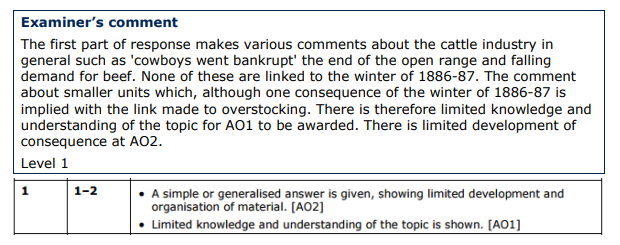 Examiner's comment
The first part of response makes various comments about the cattle industry in
general such as 'cowboys went bankrupt' the end of the open range and falling
demand for beef. None of these are linked to the winter of 1886-87. The comment
about smaller units which, although one consequence of the winter of 1886-87 is
implied with the link made to overstocking. There is therefore limited knowledge and
understanding of the topic for AO1 to be awarded. There is limited development of
consequence at AO2.
Level 1
1 1–2 • A simple or generalised answer is given, showing limited development and
organisation of material. [AO2]
• Limited knowledge and understanding of the topic is shown. [AO1]